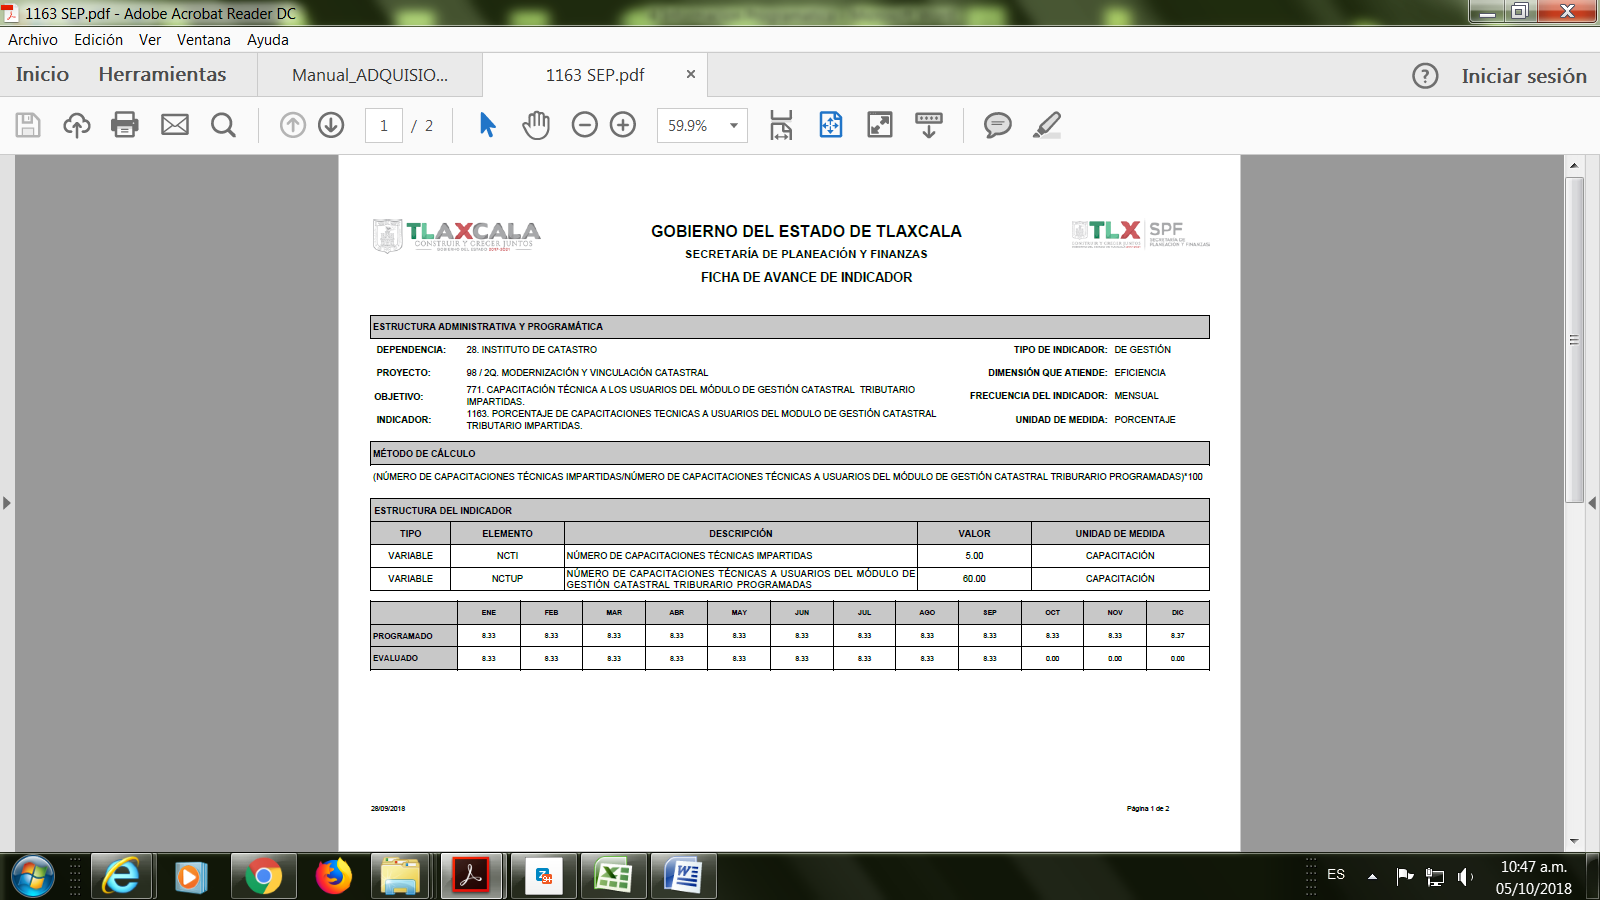 1163 SEP.pdf - Adobe Acrobat Reader DC
Archivo Edición Ver Ventana Ayuda
Inicio Herramientas Manual_ADQUISIO... 1163 SEP.pdf × ? Iniciar sesión
1 / 2 59.9%
TLAXCALA
CONSTRUIR Y CRECER JUNTOS
GOBIERNO DEL ESTADO 2017-2021
GOBIERNO DEL ESTADO DE TLAXCALA
SECRETARÍA DE PLANEACIÓN Y FINANZAS
FICHA DE AVANCE DE INDICADOR
TLX SPF
SECRETARÍA DE
PLANEACIÓN Y FINANZAS
ESTRUCTURA ADMINISTRATIVA Y PROGRAMÁTICA
DEPENDENCIA: 28. INSTITUTO DE CATASTRO TIPO DE INDICADOR: DE GESTIÓN
PROYECTO: 98 / 2Q. MODERNIZACIÓN Y VINCULACIÓN CATASTRAL DIMENSIÓN QUE ATIENDE: EFICIENCIA
OBJETIVO: 771. CAPACITACIÓN TÉCNICA A LOS USUARIOS DEL MÓDULO DE GESTIÓN CATASTRAL TRIBUTARIO
IMPARTIDAS. FRECUENCIA DEL INDICADOR: MENSUAL
INDICADOR: 1163. PORCENTAJE DE CAPACITACIONES TECNICAS A USUARIOS DEL MODULO DE GESTIÓN CATASTRAL
TRIBUTARIO IMPARTIDAS. UNIDAD DE MEDIDA: PORCENTAJE
MÉTODO DE CÁLCULO
(NÚMERO DE CAPACITACIONES TÉCNICAS IMPARTIDAS/NÚMERO DE CAPACITACIONES TÉCNICAS A USUARIOS DEL MÓDULO DE GESTIÓN CATASTRAL TRIBURARIO PROGRAMADAS)*100
ESTRUCTURA DEL INDICADOR
TIPO ELEMENTO DESCRIPCIÓN VALOR UNIDAD DE MEDIDA
VARIABLE NCTI NÚMERO DE CAPACITACIONES TÉCNICAS IMPARTIDAS 5.00 CAPACITACIÓN
VARIABLE NCTUP NÚMERO DE CAPACITACIONES TÉCNICAS A USUARIOS DEL MÓDULO DE
GESTIÓN CATASTRAL TRIBURARIO PROGRAMADAS 60.00 CAPACITACIÓN
ENE FEB MAR ABR MAY JUN JUL AGO SEP OCT NOV DIC
PROGRAMADO 8.33 8.33 8.33 8.33 8.33 8.33 8.33 8.33 8.33 8.33 8.33 8.37
EVALUADO 8.33 8.33 8.33 8.33 8.33 8.33 8.33 8.33 8.33 0.00 0.00 0.00
28/09/2018 Página 1 de 2
ES 10:47 a.m.
05/10/2018